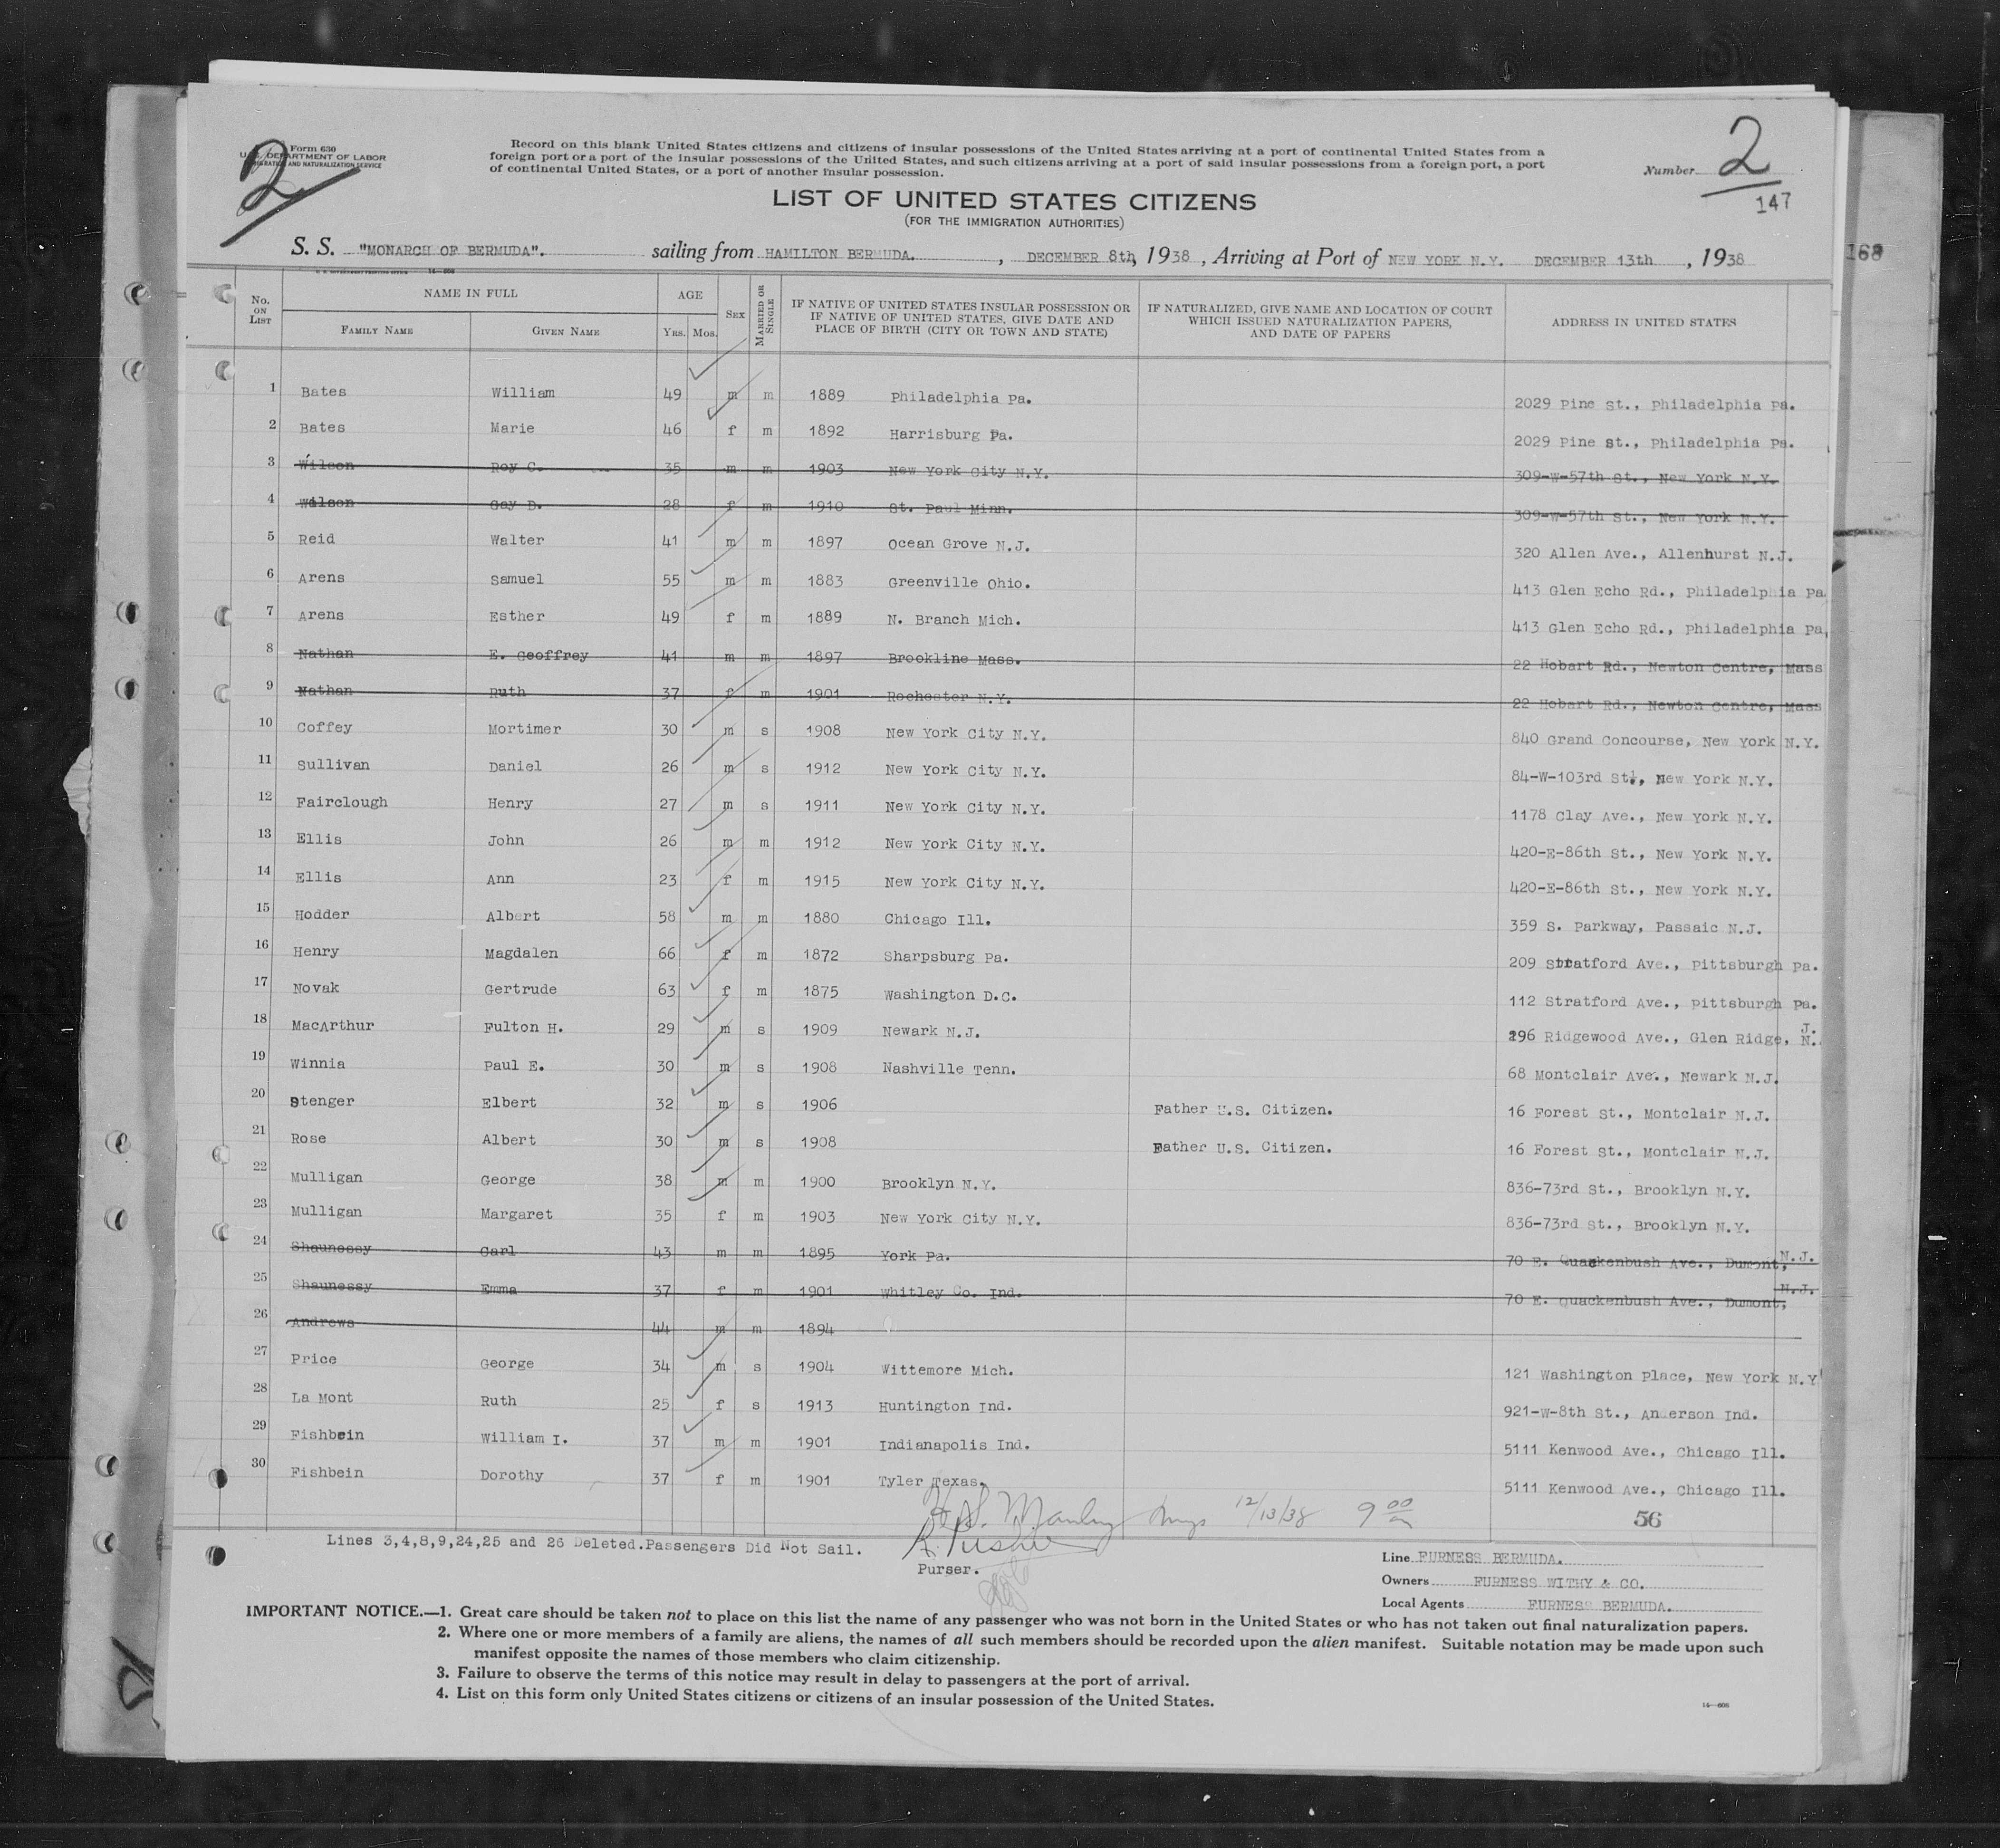 Form 630
U.S. DEPARTMENT OF LABOR
IMMIGRATION AND NATURALIZATION SERVICE
2
Record on this blank United States citizens and citizens of insular possessions of the United States arriving at a port of continental United States from a
foreign port or a port of the insular possessions of the United States, and such citizens arriving at a port of said insular possessions from a foreign port, a port
of continental United States, or a port of another insular possession.
Number 2
147
168
LIST OF UNITED STATES CITIZENS
(FOR THE IMMIGRATION AUTHORITIES)
S. S. "MONARCH OF BERMUDA". sailing from HAMILTON BERMUDA. , DECEMBER 8th, 1938, Arriving at Port of NEW YORK N.Y. DECEMBER 13th , 1938
No. ON LIST NAME IN FULL FAMILY NAME GIVEN NAME AGE YRS. MOS. SEX MARRIED OR SINGLE IF NATIVE OF UNITED STATES INSULAR POSSESSION OR IF NATIVE OF UNITED STATES, GIVE DATE AND PLACE OF BIRTH (CITY OR TOWN AND STATE) IF NATURALIZED, GIVE NAME AND LOCATION OF COURT WHICH ISSUED NATURALIZATION PAPERS, AND DATE OF PAPERS ADDRESS IN UNITED STATES
1 Bates William 49 m m 1889 Philadelphia Pa. 2029 Pine St., Philadelphia Pa.
2 Bates Marie 46 f m 1892 Harrisburg Pa. 2029 Pine St., Philadelphia Pa.
3 Wilson Roy C. 35 m m 1903 New York City N.Y. 309-W-57th St., New York N.Y.
4 Wilson Gay D. 28 f m 1910 St. Paul Minn. 309-W-57th St., New York N.Y.
5 Reid Walter 41 m m 1897 Ocean Grove N.J. 320 Allen Ave., Allenhurst N.J.
6 Arens Samuel 55 m m 1883 Greenville Ohio. 413 Glen Echo Rd., Philadelphia Pa.
7 Arens Esther 49 f m 1889 N. Branch Mich. 413 Glen Echo Rd., Philadelphia Pa,
8 Nathan E. Geoffrey 41 m m 1897 Brookline Mass. 22 Hobart Rd., Newton Centre, Mass
9 Nathan Ruth 37 f m 1901 Rochester N.Y. 22 Hobart Rd., Newton Centre, Mass
10 Coffey Mortimer 30 m s 1908 New York City N.Y. 840 Grand Concourse, New York N.Y.
11 Sullivan Daniel 26 m s 1912 New York City N.Y. 84-W-103rd St., New York N.Y.
12 Fairclough Henry 27 m s 1911 New York City N.Y. 1178 Clay Ave., New York N.Y.
13 Ellis John 26 m m 1912 New York City N.Y. 420-E-86th St., New York N.Y.
14 Ellis Ann 23 f m 1915 New York City N.Y. 420-E-86th St., New York N.Y.
15 Hodder Albert 58 m m 1880 Chicago Ill. 359 S. Parkway, Passaic N.J.
16 Henry Magdalen 66 f m 1872 Sharpsburg Pa. 209 Stratford Ave., Pittsburgh Pa.
17 Novak Gertrude 63 f m 1875 Washington D.C. 112 Stratford Ave., Pittsburgh Pa.
18 MacArthur Fulton H. 29 m s 1909 Newark N.J. 296 Ridgewood Ave., Glen Ridge, N.J.
19 Winnia Paul E. 30 m s 1908 Nashville Tenn. 68 Montclair Ave., Newark N.J.
20 Stenger Elbert 32 m s 1906 Father U.S. Citizen. 16 Forest St., Montclair N.J.
21 Rose Albert 30 m s 1908 Father U.S. Citizen. 16 Forest St., Montclair N.J.
22 Mulligan George 38 m m 1900 Brooklyn N.Y. 836-73rd St., Brooklyn N.Y.
23 Mulligan Margaret 35 f m 1903 New York City N.Y. 836-73rd St., Brooklyn N.Y.
24 Shaunessy Carl 43 m m 1895 York Pa. 70 E. Quackenbush Ave., Dumont, N.J.
25 Shaunessy Emma 37 f m 1901 Whitley Co. Ind. 70 E. Quackenbush Ave., Dumont, N.J.
26 Andrews 44 m m 1894
27 Price George 34 m s 1904 Wittemore Mich. 121 Washington Place, New York N.Y
28 La Mont Ruth 25 f s 1913 Huntington Ind. 921-W-8th St., Anderson Ind.
29 Fishbein William I. 37 m m 1901 Indianapolis Ind. 5111 Kenwood Ave., Chicago Ill.
30 Fishbein Dorothy 37 f m 1901 Tyler Texas. 5111 Kenwood Ave., Chicago Ill.
12/13/38 9 00
56
Lines 3,4,8,9,24,25 and 26 Deleted.Passengers Did Not Sail.
Purser.
Line FURNESS BERMUDA.
Owners FURNESS WITHY & CO.
Local Agents FURNESS BERMUDA.
IMPORTANT NOTICE.—1. Great care should be taken not to place on this list the name of any passenger who was not born in the United States or who has not taken out final naturalization papers.
2. Where one or more members of a family are aliens, the names of all such members should be recorded upon the alien manifest. Suitable notation may be made upon such
manifest opposite the names of those members who claim citizenship.
3. Failure to observe the terms of this notice may result in delay to passengers at the port of arrival.
4. List on this form only United States citizens or citizens of an insular possession of the United States.
14—608